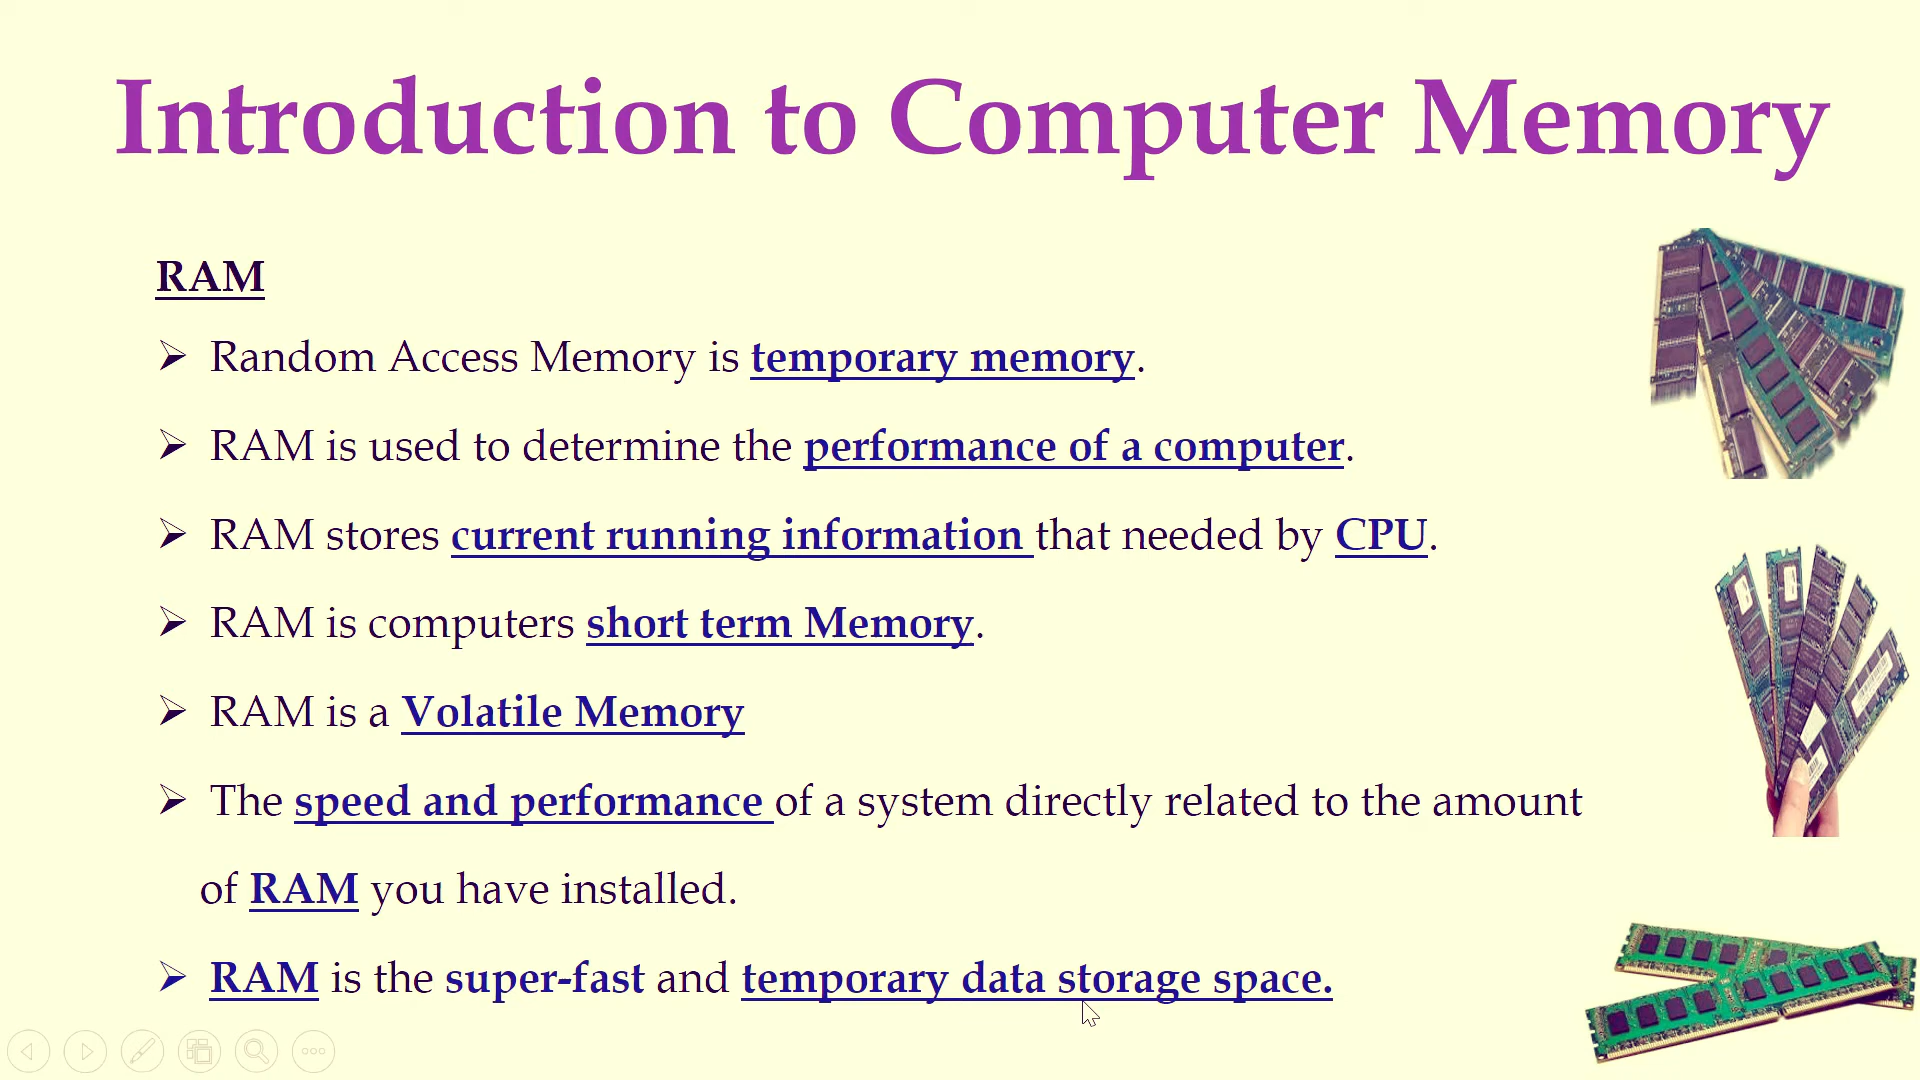 Introduction to Computer Memory
RAM
➢ Random Access Memory is temporary memory.
➢ RAM is used to determine the performance of a computer.
➢ RAM stores current running information that needed by CPU.
➢ RAM is computers short term Memory.
➢ RAM is a Volatile Memory
➢ The speed and performance of a system directly related to the amount
of RAM you have installed.
➢ RAM is the super-fast and temporary data storage space.